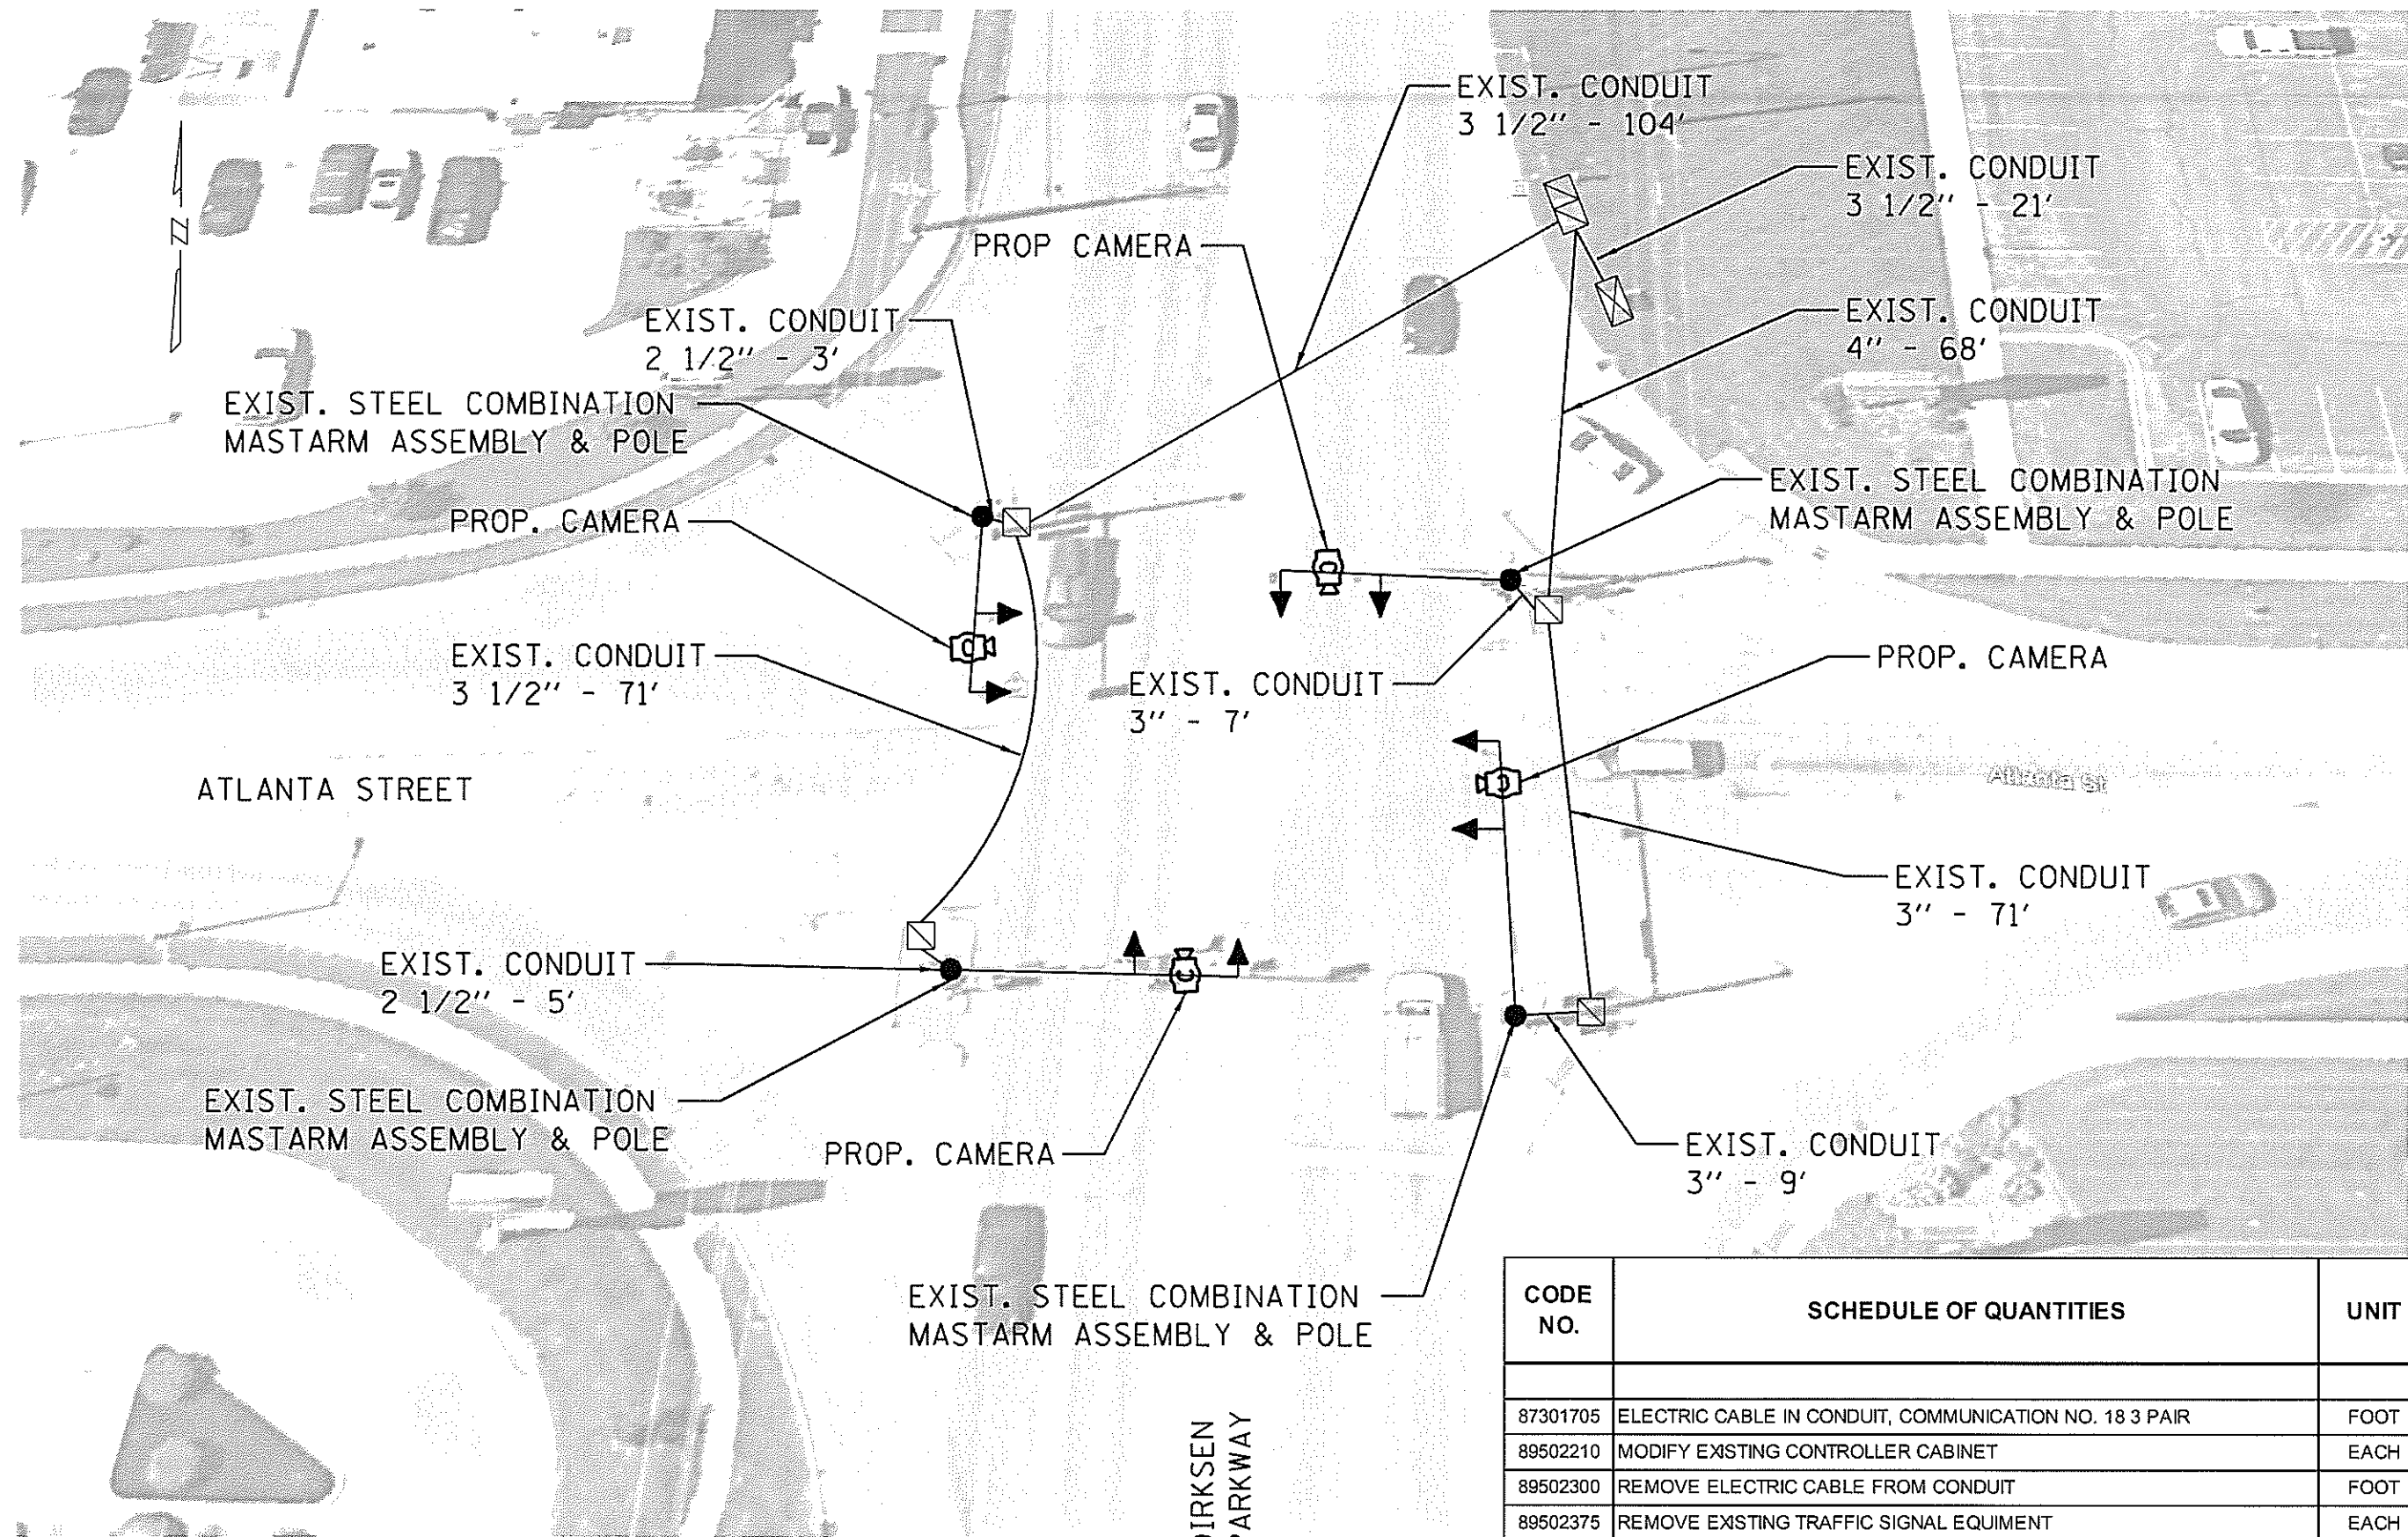 EXIST. CONDUIT
3 1/2" - 104'
EXIST. CONDUIT
3 1/2" - 21'
PROP CAMERA
EXIST. CONDUIT
2 1/2" - 3'
EXIST. CONDUIT
4" - 68'
EXIST. STEEL COMBINATION
MASTARM ASSEMBLY & POLE
EXIST. STEEL COMBINATION
MASTARM ASSEMBLY & POLE
PROP. CAMERA
EXIST. CONDUIT
3 1/2" - 71'
EXIST. CONDUIT
3" - 7'
PROP. CAMERA
ATLANTA STREET
Atlanta St
EXIST. CONDUIT
3" - 71'
EXIST. CONDUIT
2 1/2" - 5'
EXIST. STEEL COMBINATION
MASTARM ASSEMBLY & POLE
PROP. CAMERA
EXIST. CONDUIT
3" - 9'
EXIST. STEEL COMBINATION
MASTARM ASSEMBLY & POLE
DIRKSEN
PARKWAY
N
CODE NO. SCHEDULE OF QUANTITIES UNIT
87301705 ELECTRIC CABLE IN CONDUIT, COMMUNICATION NO. 18 3 PAIR FOOT
89502210 MODIFY EXISTING CONTROLLER CABINET EACH
89502300 REMOVE ELECTRIC CABLE FROM CONDUIT FOOT
89502375 REMOVE EXISTING TRAFFIC SIGNAL EQUIMENT EACH